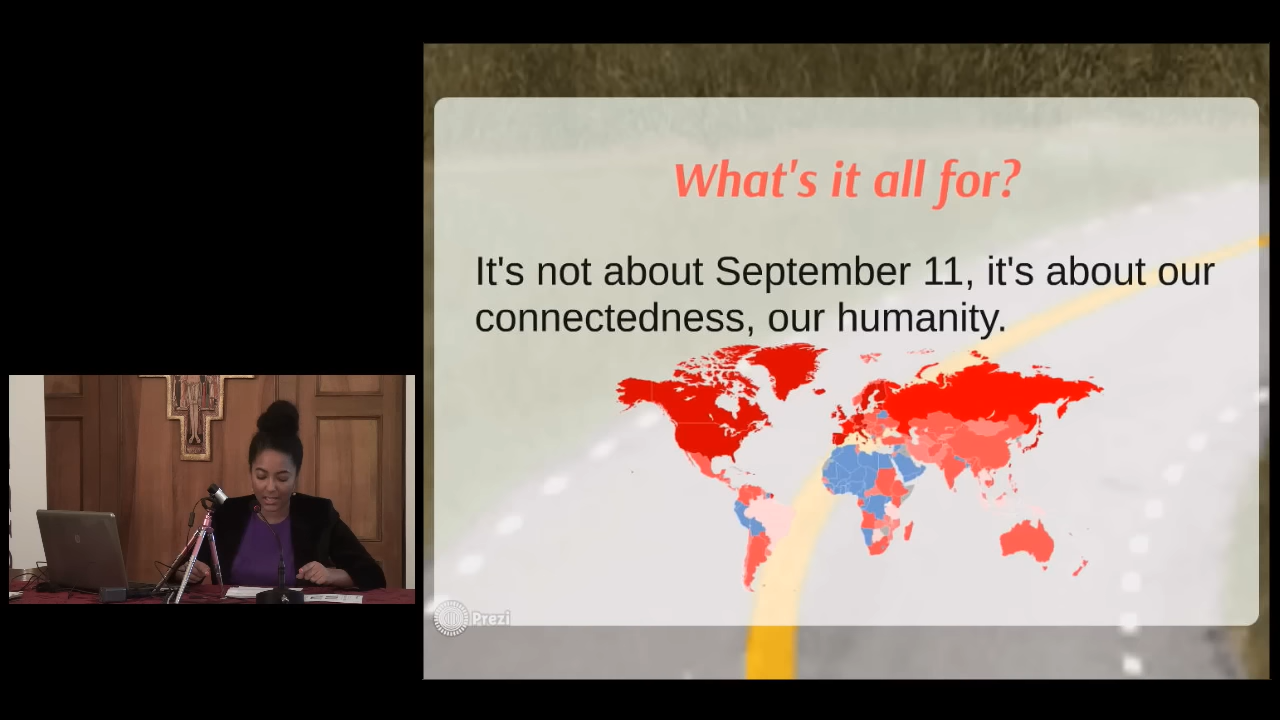 What's it all for?
It's not about September 11, it's about our
connectedness, our humanity.
Prezi